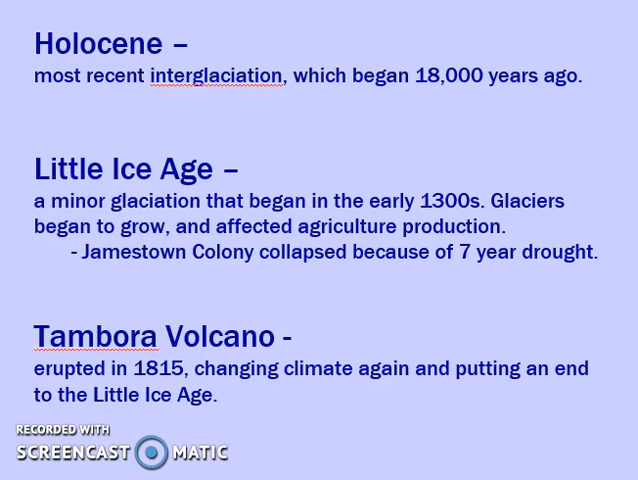 Holocene –
most recent interglaciation, which began 18,000 years ago.
Little Ice Age –
a minor glaciation that began in the early 1300s. Glaciers
began to grow, and affected agriculture production.
- Jamestown Colony collapsed because of 7 year drought.
Tambora Volcano -
erupted in 1815, changing climate again and putting an end
to the Little Ice Age.
RECORDED WITH
SCREENCAST MATIC